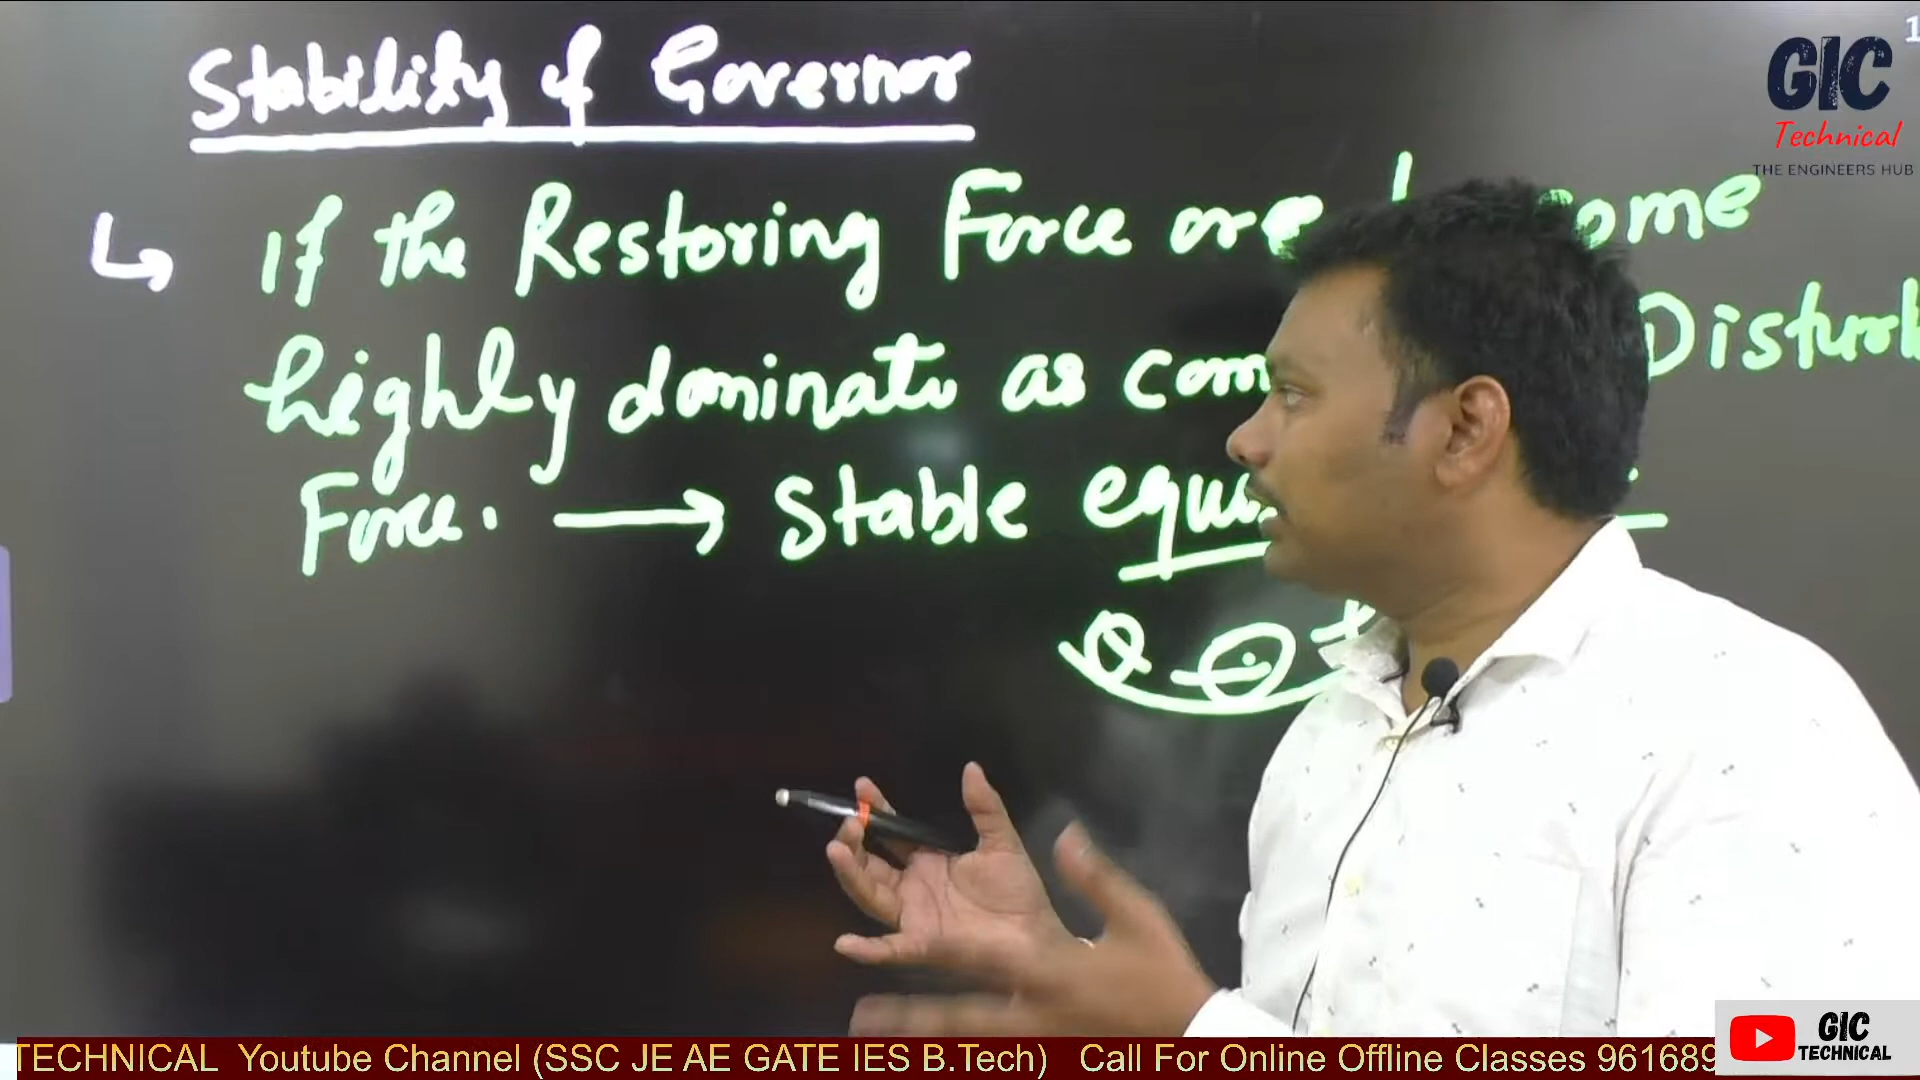 Stability of Governor
↳ If the Restoring Force are come
highly dominate as com Disturb
Force. → Stable equi
1
GIC
Technical
THE ENGINEERS HUB
TECHNICAL Youtube Channel (SSC JE AE GATE IES B.Tech) Call For Online Offline Classes 961689
GIC
TECHNICAL